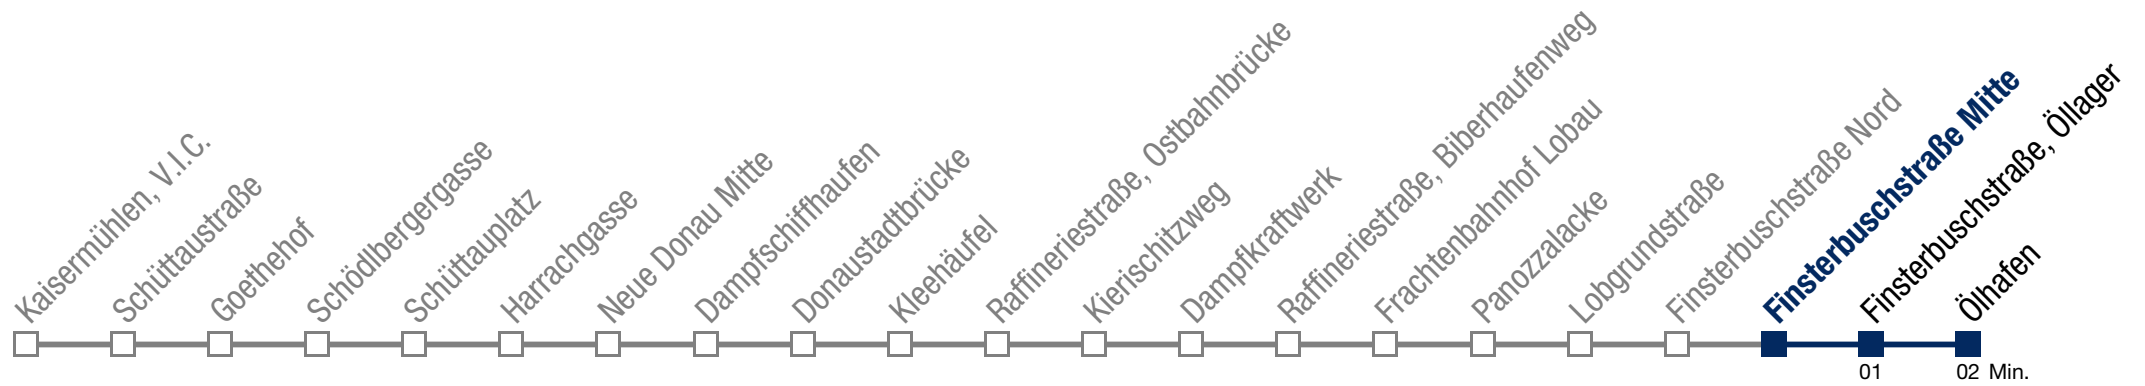 Kaisermühlen, V.I.C.
Schüttaustraße
Goethehof
Schödlbergergasse
Schüttauplatz
Harrachgasse
Neue Donau Mitte
Dampfschiffhaufen
Donaustadtbrücke
Kleehäufel
Raffineriestraße, Ostbahnbrücke
Kierischitzweg
Dampfkraftwerk
Raffineriestraße, Biberhaufenweg
Frachtenbahnhof Lobau
Panozzalacke
Lobgrundstraße
Finsterbuschstraße Nord
Finsterbuschstraße Mitte
Finsterbuschstraße, Öllager
Ölhafen
01 02 Min.